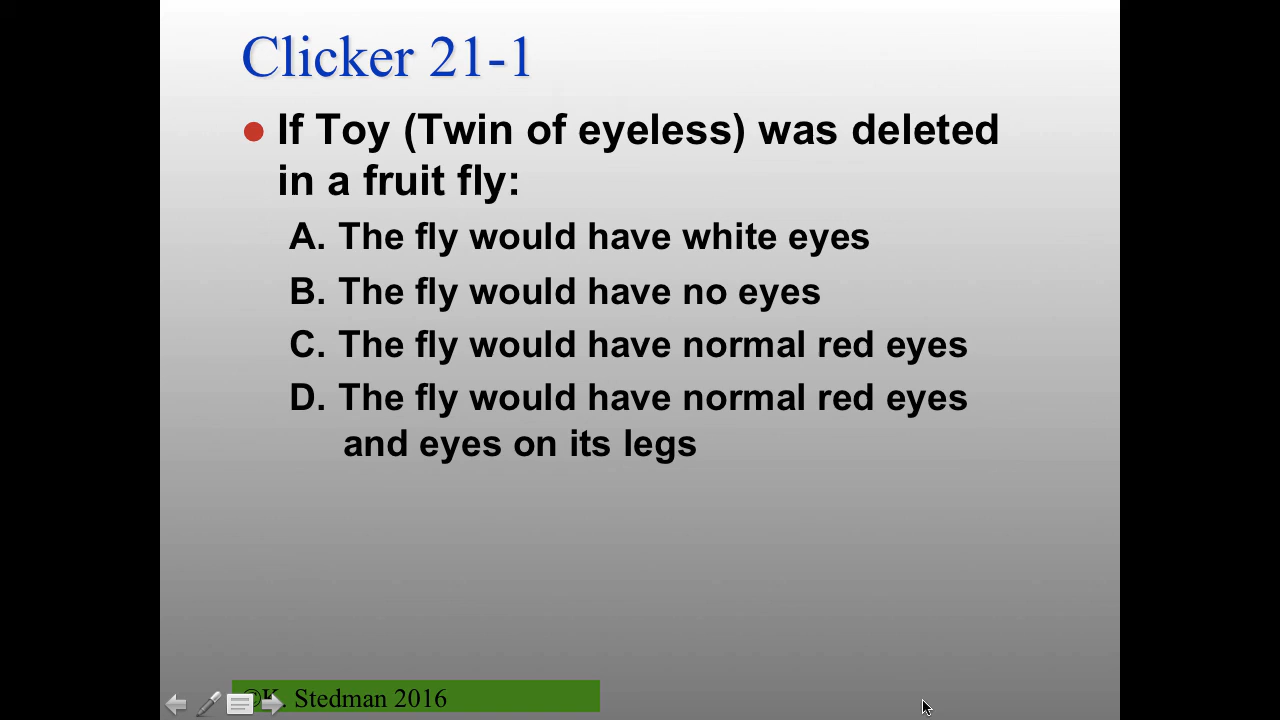 Clicker 21-1
If Toy (Twin of eyeless) was deleted
in a fruit fly:
A. The fly would have white eyes
B. The fly would have no eyes
C. The fly would have normal red eyes
D. The fly would have normal red eyes
and eyes on its legs
©K. Stedman 2016